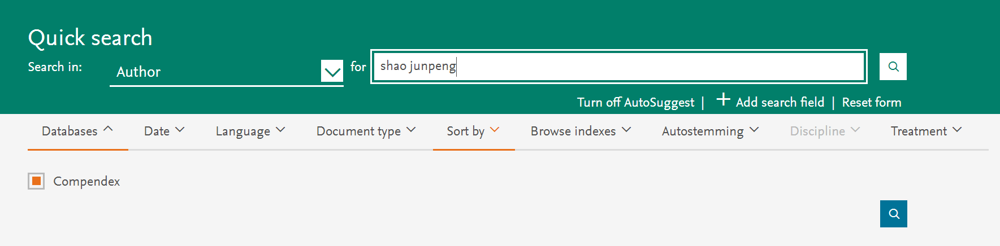 Quick search
Search in: Author for shao junpeng
Turn off AutoSuggest | + Add search field | Reset form
Databases Date Language Document type Sort by Browse indexes Autostemming Discipline Treatment
Compendex